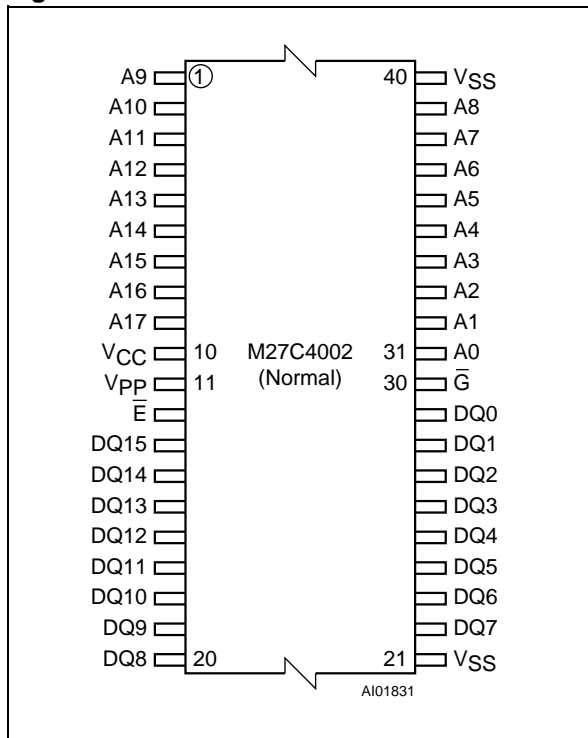 A9 1 40 VSS
A10 A8
A11 A7
A12 A6
A13 A5
A14 A4
A15 A3
A16 A2
A17 A1
VCC 10 M27C4002 31 A0
VPP 11 (Normal) 30 G̅
E̅ DQ0
DQ15 DQ1
DQ14 DQ2
DQ13 DQ3
DQ12 DQ4
DQ11 DQ5
DQ10 DQ6
DQ9 DQ7
DQ8 20 21 VSS
AI01831